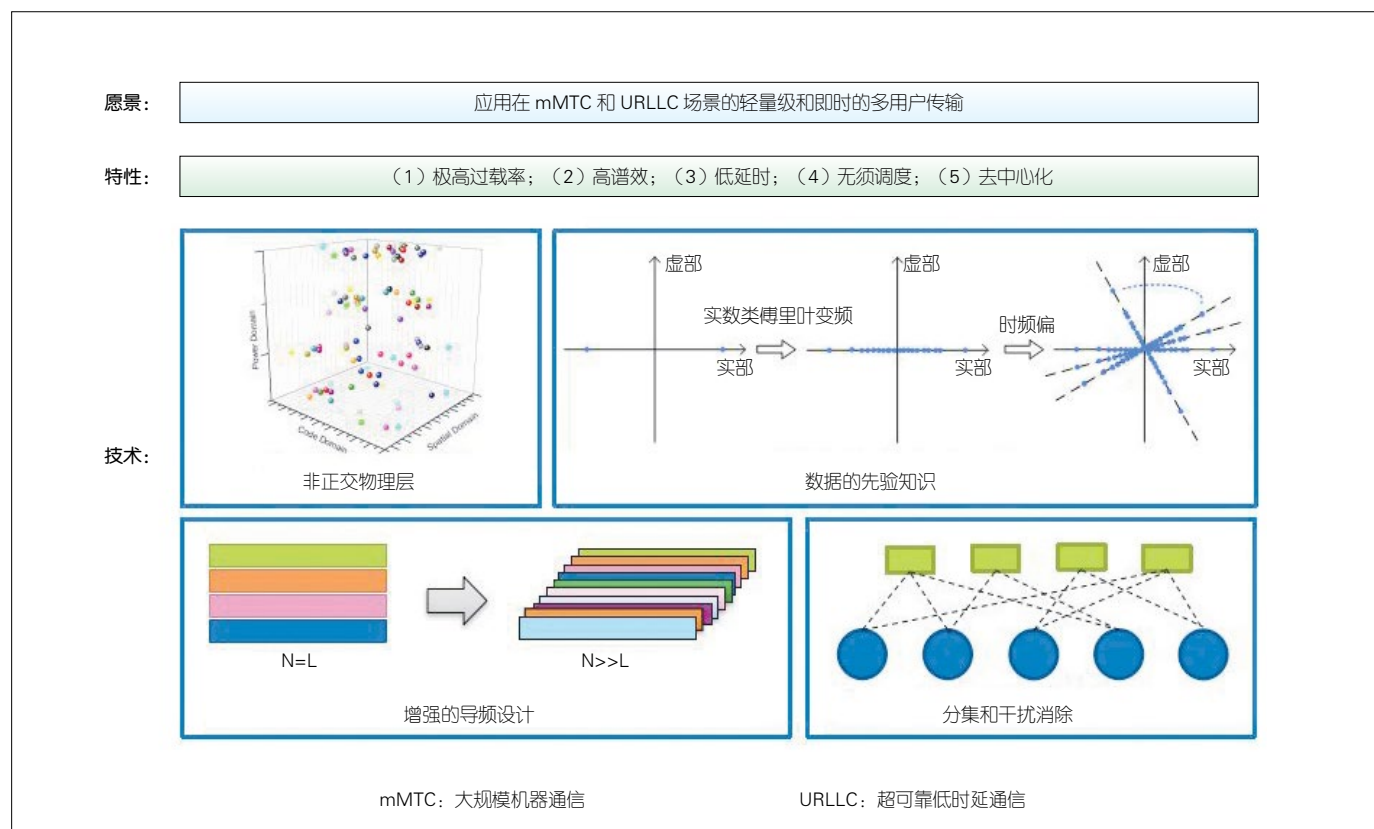 愿景：
应用在 mMTC 和 URLLC 场景的轻量级和即时的多用户传输
特性：
（1）极高过载率；（2）高谱效；（3）低延时；（4）无须调度；（5）去中心化
技术：
Power Domain
Code Domain
Spatial Domain
非正交物理层
虚部
实部
实数类傅里叶变频
虚部
实部
时频偏
虚部
实部
数据的先验知识
N=L
N>>L
增强的导频设计
分集和干扰消除
mMTC：大规模机器通信
URLLC：超可靠低时延通信